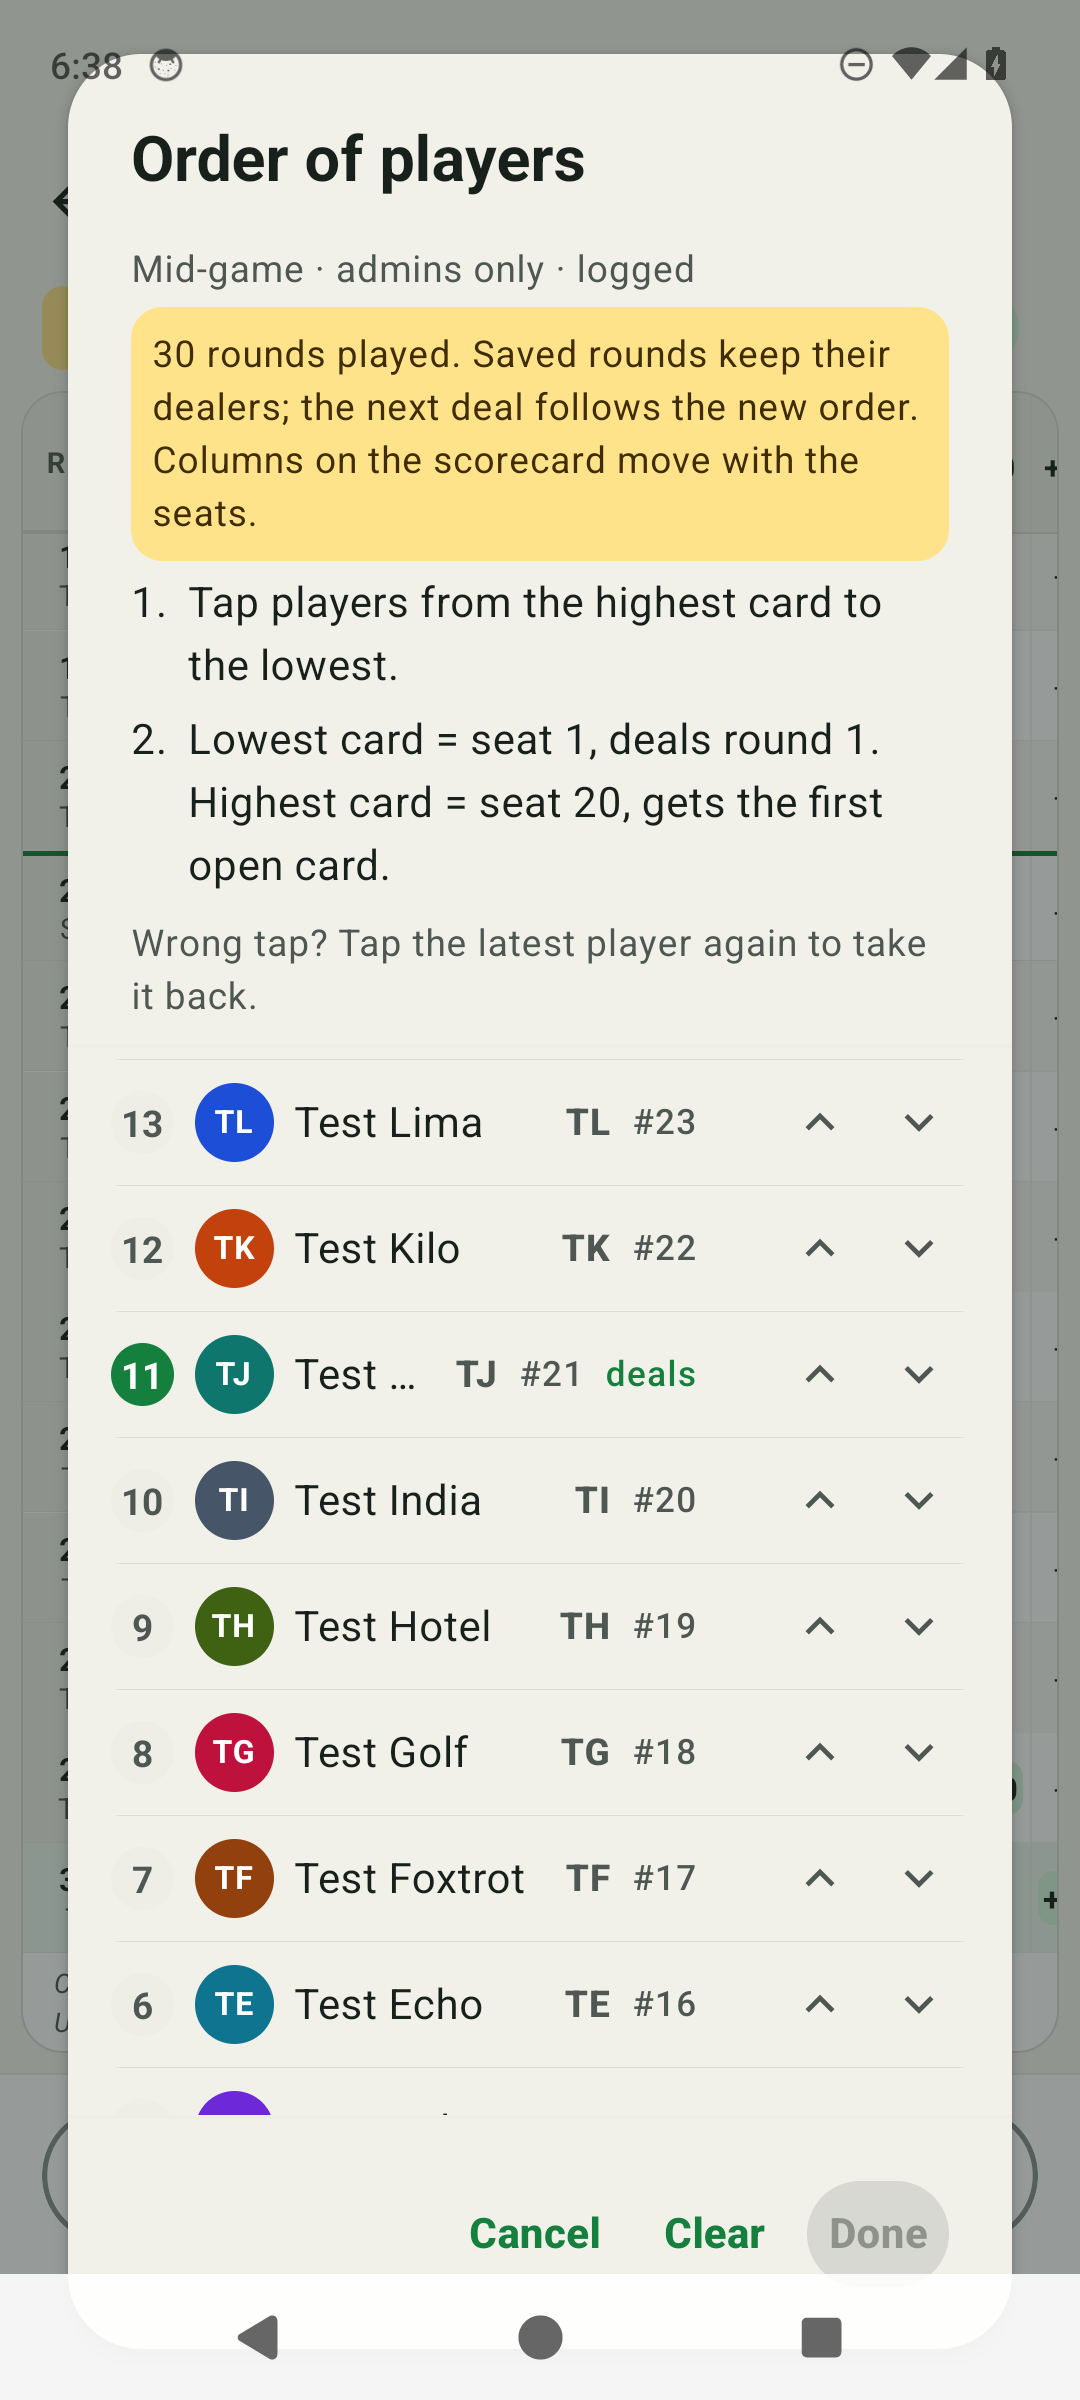 6:38
Order of players
Mid-game · admins only · logged
30 rounds played. Saved rounds keep their
dealers; the next deal follows the new order.
Columns on the scorecard move with the
seats.
1. Tap players from the highest card to
the lowest.
2. Lowest card = seat 1, deals round 1.
Highest card = seat 20, gets the first
open card.
Wrong tap? Tap the latest player again to take
it back.
13 TL Test Lima TL #23
12 TK Test Kilo TK #22
11 TJ Test ... TJ #21 deals
10 TI Test India TI #20
9 TH Test Hotel TH #19
8 TG Test Golf TG #18
7 TF Test Foxtrot TF #17
6 TE Test Echo TE #16
Cancel Clear Done